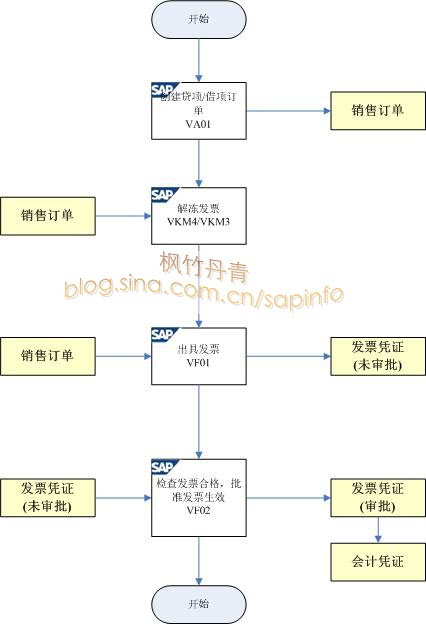 开始
SAP
创建贷项/借项订
单
VA01
销售订单
SAP
销售订单
解冻发票
VKM4/VKM3
枫竹丹青
blog.sina.com.cn/sapinfo
SAP
销售订单
出具发票
VF01
发票凭证
(未审批)
SAP
发票凭证
(未审批)
检查发票合格，批
准发票生效
VF02
发票凭证
(审批)
会计凭证
开始